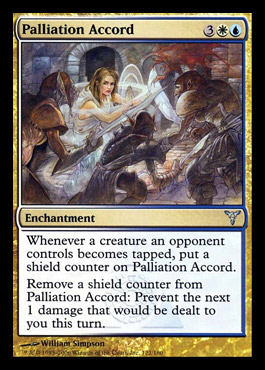 Palliation Accord
3
Enchantment
Whenever a creature an opponent
controls becomes tapped, put a
shield counter on Palliation Accord.
Remove a shield counter from
Palliation Accord: Prevent the next
1 damage that would be dealt to
you this turn.
William Simpson